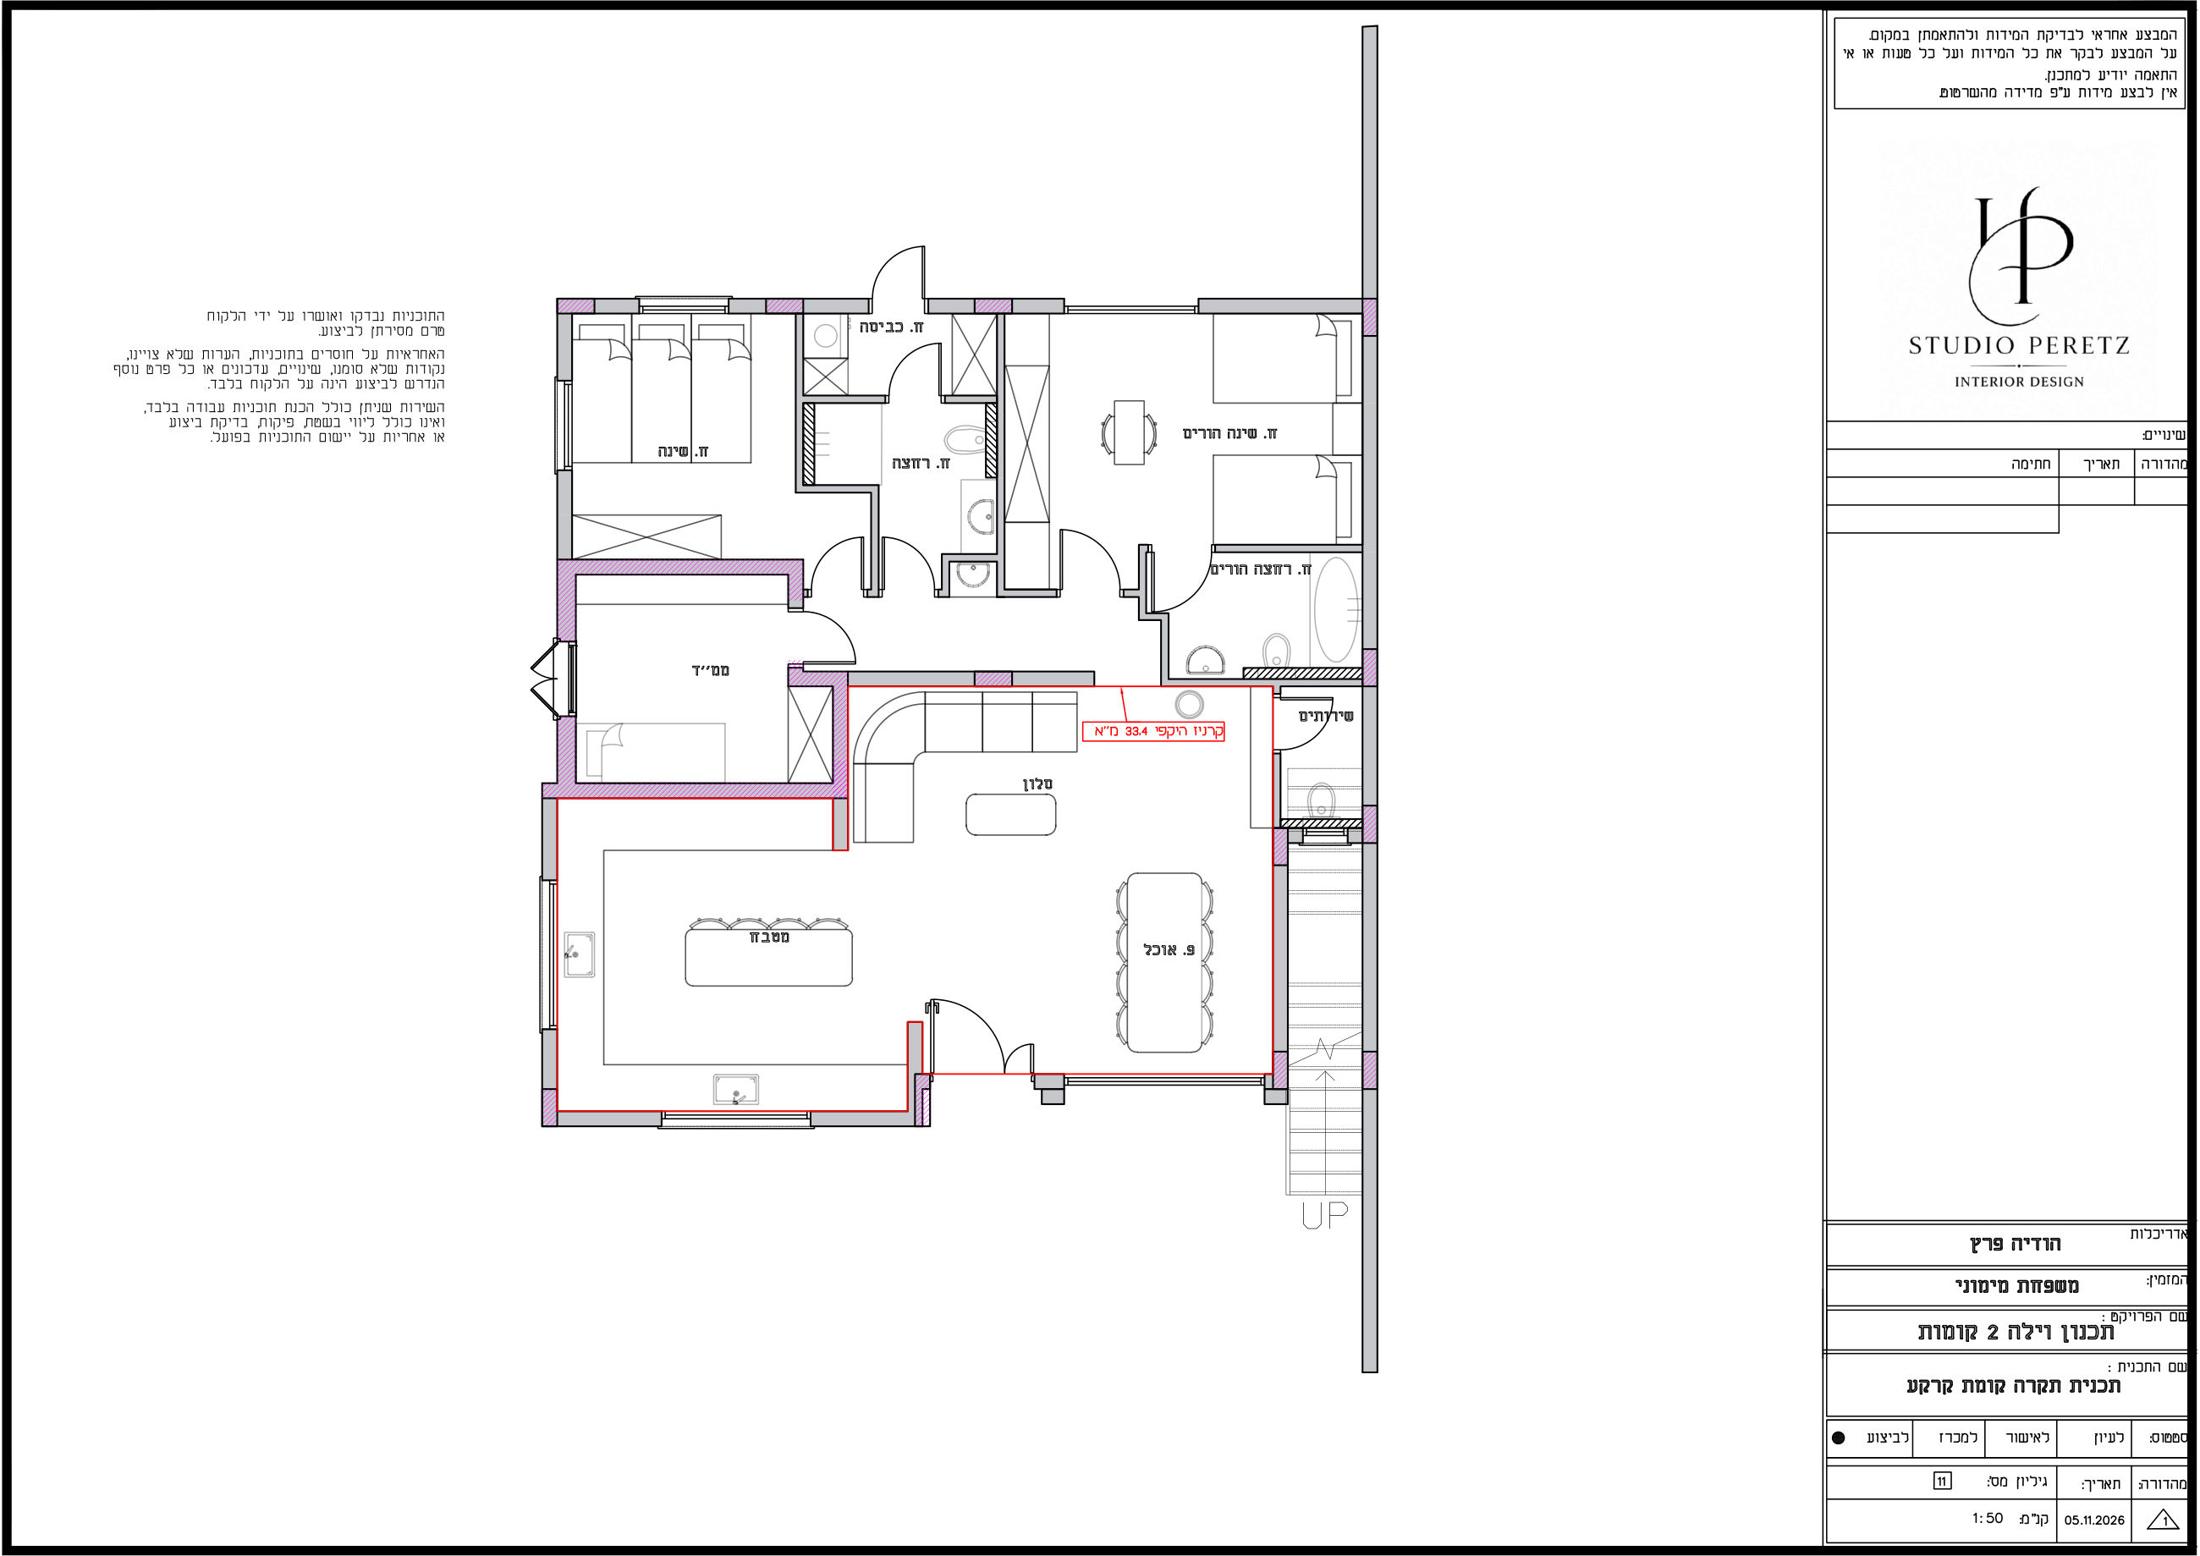 המבצע אחראי לבדיקת המידות ולהתאמתן במקום.
על המבצע לבקר את כל המידות ועל כל טעות או אי
התאמה יודיע למתכנן.
אין לבצע מידות ע"פ מדידה מהשרטוט.
STUDIO PERETZ
INTERIOR DESIGN
שינויים:
מהדורה תאריך חתימה
התוכניות נבדקו ואושרו על ידי הלקוח
טרם מסירתן לביצוע.
האחראיות על חוסרים בתוכניות, הערות שלא צויינו,
נקודות שלא סומנו, שינויים, עדכונים או כל פרט נוסף
הנדרש לביצוע הינה על הלקוח בלבד.
השירות שניתן כולל הכנת תוכניות עבודה בלבד,
ואינו כולל ליווי בשטח, פיקוח, בדיקת ביצוע
או אחריות על יישום התוכניות בפועל.
ח. כביסה
ח. שינה הורים
ח. שינה
ח. רחצה
ח. רחצה הורים
ממ''ד
שירותים
קרניז היקפי 33.4 מ''א
סלון
מטבח
פ. אוכל
UP
אדריכלות
הודיה פרץ
המזמין:
משפחת מימוני
שם הפרויקט :
תכנון וילה 2 קומות
שם התכנית :
תכנית תקרה קומת קרקע
סטטוס: לעיון לאישור למכרז לביצוע
מהדורה: תאריך: גיליון מס': 11
1 05.11.2026 קנ"מ: 1:50